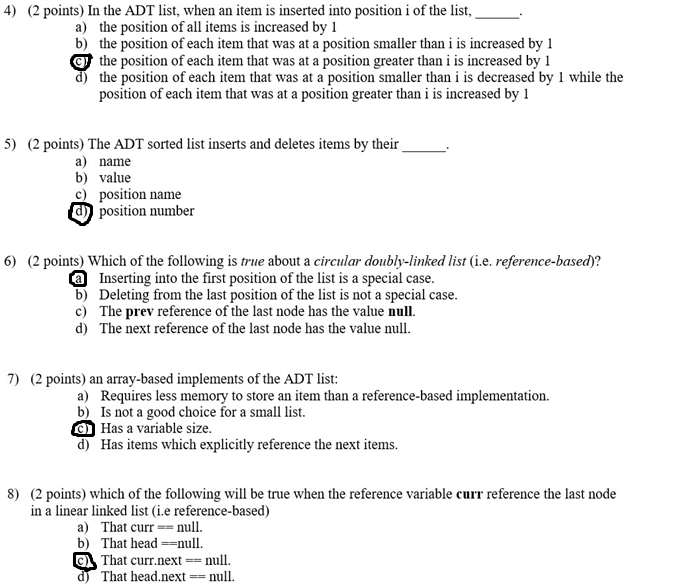 4) (2 points) In the ADT list, when an item is inserted into position i of the list, ______.
a) the position of all items is increased by 1
b) the position of each item that was at a position smaller than i is increased by 1
c) the position of each item that was at a position greater than i is increased by 1
d) the position of each item that was at a position smaller than i is decreased by 1 while the
position of each item that was at a position greater than i is increased by 1
5) (2 points) The ADT sorted list inserts and deletes items by their ______.
a) name
b) value
c) position name
d) position number
6) (2 points) Which of the following is true about a circular doubly-linked list (i.e. reference-based)?
a) Inserting into the first position of the list is a special case.
b) Deleting from the last position of the list is not a special case.
c) The prev reference of the last node has the value null.
d) The next reference of the last node has the value null.
7) (2 points) an array-based implements of the ADT list:
a) Requires less memory to store an item than a reference-based implementation.
b) Is not a good choice for a small list.
c) Has a variable size.
d) Has items which explicitly reference the next items.
8) (2 points) which of the following will be true when the reference variable curr reference the last node
in a linear linked list (i.e reference-based)
a) That curr == null.
b) That head ==null.
c) That curr.next == null.
d) That head.next == null.